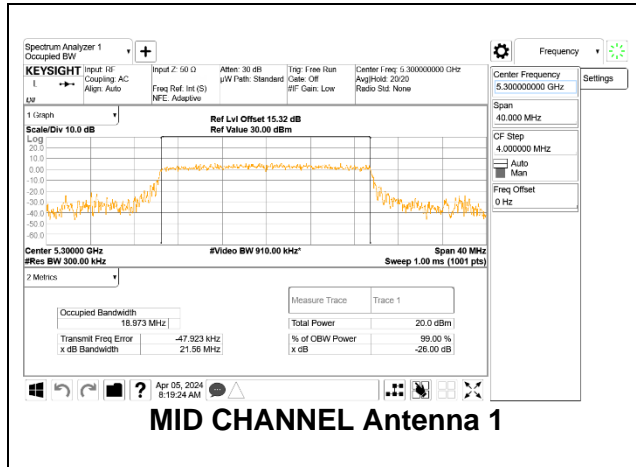 Spectrum Analyzer 1
Occupied BW
Frequency
KEYSIGHT
Input: RF
Coupling: AC
Align: Auto
Input Z: 50 Ω
Freq Ref: Int (S)
NFE: Adaptive
Atten: 30 dB
µW Path: Standard
Trig: Free Run
Gate: Off
#IF Gain: Low
Center Freq: 5.300000000 GHz
Avg|Hold: 20/20
Radio Std: None
L
Center Frequency
5.300000000 GHz
Settings
Span
40.000 MHz
CF Step
4.000000 MHz
Auto
Man
Freq Offset
0 Hz
1 Graph
Scale/Div 10.0 dB
Ref Lvl Offset 15.32 dB
Ref Value 30.00 dBm
Log
20.0
10.0
0.00
-10.0
-20.0
-30.0
-40.0
-50.0
-60.0
Center 5.30000 GHz
#Video BW 910.00 kHz*
Span 40 MHz
#Res BW 300.00 kHz
Sweep 1.00 ms (1001 pts)
2 Metrics
Measure Trace
Trace 1
Occupied Bandwidth
18.973 MHz
Total Power
20.0 dBm
Transmit Freq Error
-47.923 kHz
% of OBW Power
99.00 %
x dB Bandwidth
21.56 MHz
x dB
-26.00 dB
?
Apr 05, 2024
8:19:24 AM
MID CHANNEL Antenna 1